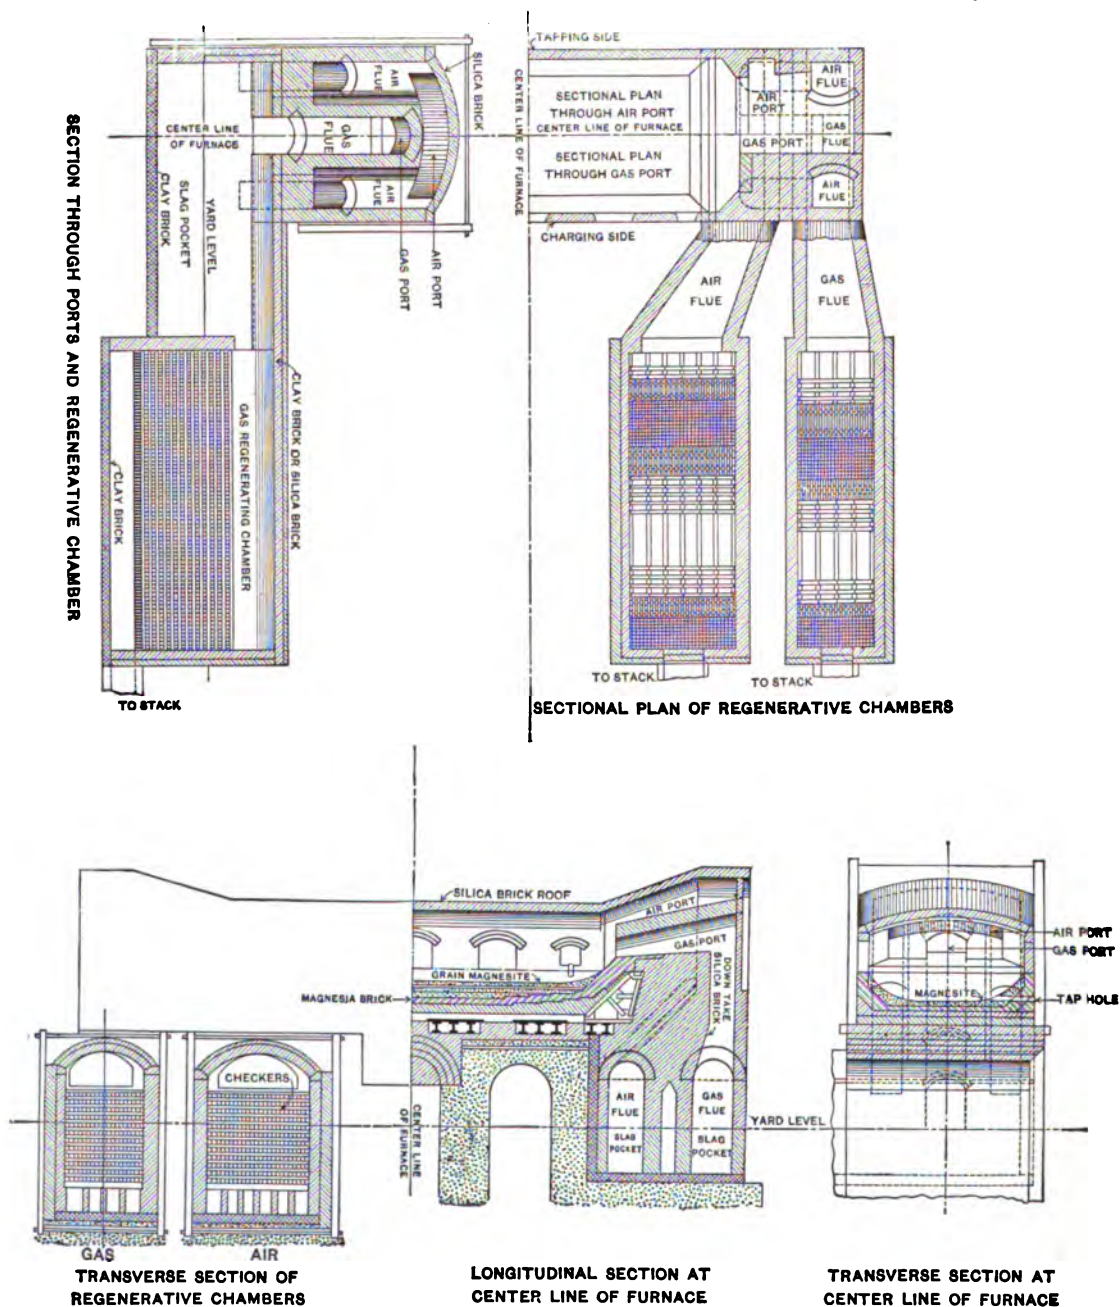 SECTION THROUGH PORTS AND REGENERATIVE CHAMBER
CENTER LINE
OF FURNACE
YARD LEVEL
SLAG POCKET
CLAY BRICK
AIR
FLUE
GAS
FLUE
AIR
FLUE
SILICA BRICK
AIR PORT
GAS PORT
CLAY BRICK OR SILICA BRICK
GAS REGENERATING CHAMBER
CLAY BRICK
TO STACK
TAPPING SIDE
CENTER LINE OF FURNACE
SECTIONAL PLAN
THROUGH AIR PORT
CENTER LINE OF FURNACE
SECTIONAL PLAN
THROUGH GAS PORT
AIR
PORT
GAS PORT
AIR
FLUE
GAS
FLUE
AIR
FLUE
CHARGING SIDE
AIR
FLUE
GAS
FLUE
TO STACK
TO STACK
SECTIONAL PLAN OF REGENERATIVE CHAMBERS
CHECKERS
GAS
AIR
TRANSVERSE SECTION OF
REGENERATIVE CHAMBERS
SILICA BRICK ROOF
AIR PORT
GAS PORT
GRAIN MAGNESITE
MAGNESIA BRICK
DOWN TAKE
SILICA BRICK
CENTER LINE
OF FURNACE
AIR
FLUE
SLAG
POCKET
GAS
FLUE
SLAG
POCKET
YARD LEVEL
LONGITUDINAL SECTION AT
CENTER LINE OF FURNACE
AIR PORT
GAS PORT
MAGNESITE
TAP HOLE
TRANSVERSE SECTION AT
CENTER LINE OF FURNACE